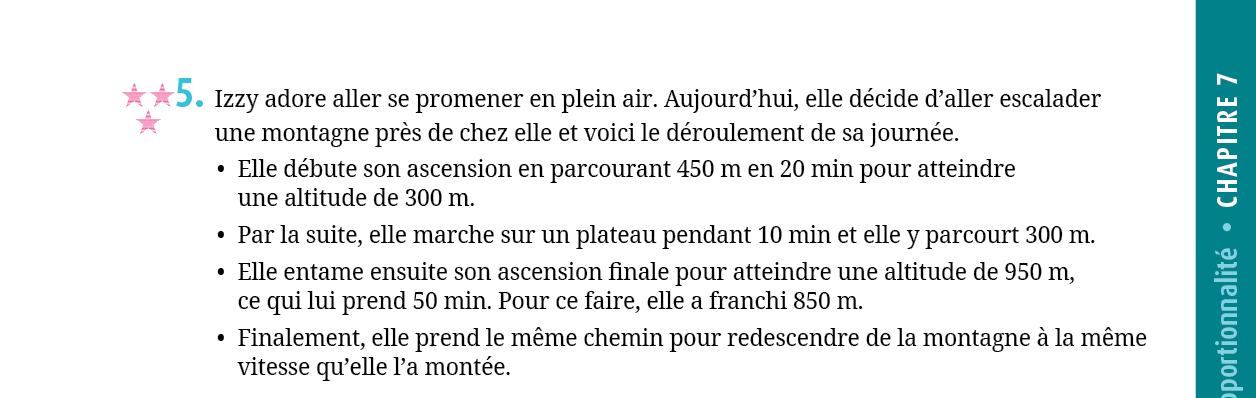 5. Izzy adore aller se promener en plein air. Aujourd’hui, elle décide d’aller escalader
une montagne près de chez elle et voici le déroulement de sa journée.
• Elle débute son ascension en parcourant 450 m en 20 min pour atteindre
une altitude de 300 m.
• Par la suite, elle marche sur un plateau pendant 10 min et elle y parcourt 300 m.
• Elle entame ensuite son ascension finale pour atteindre une altitude de 950 m,
ce qui lui prend 50 min. Pour ce faire, elle a franchi 850 m.
• Finalement, elle prend le même chemin pour redescendre de la montagne à la même
vitesse qu’elle l’a montée.
oportionnalité • CHAPITRE 7